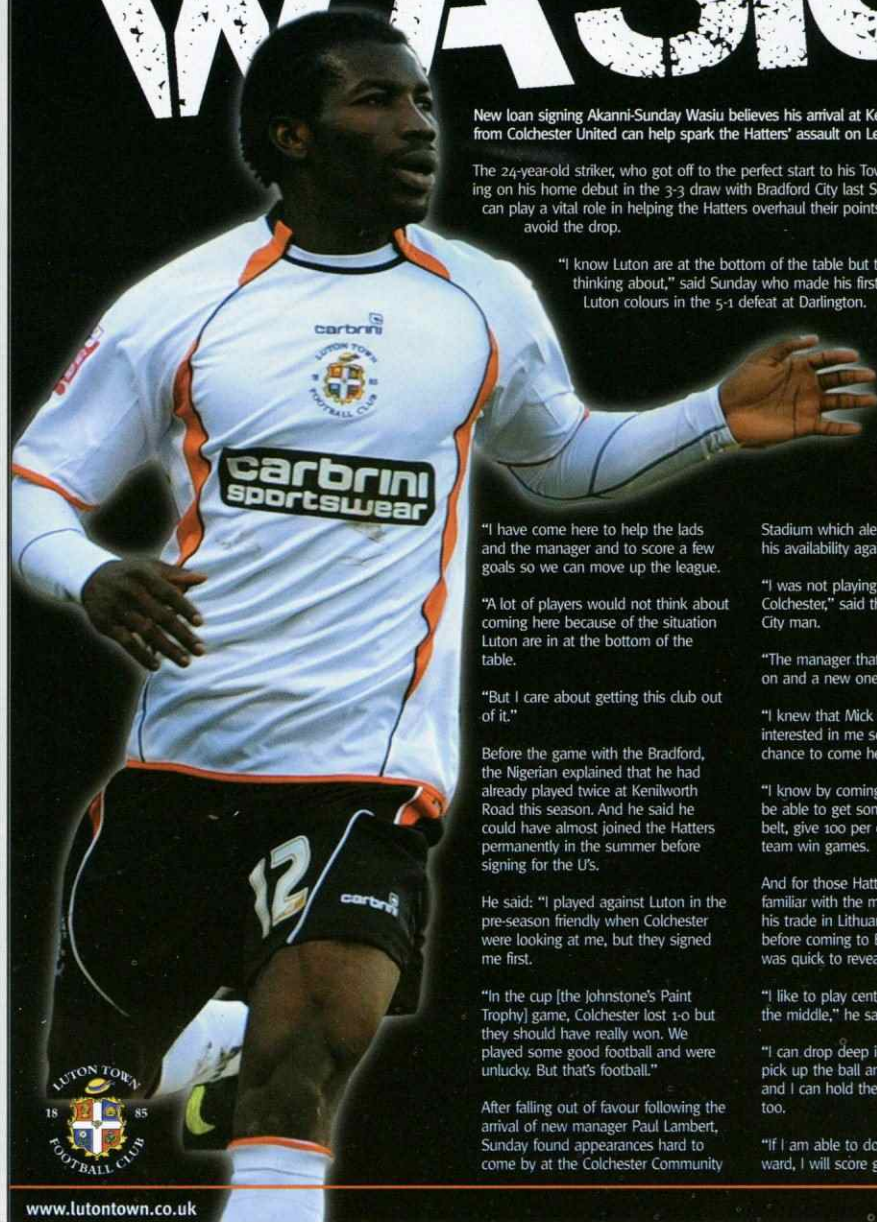 WASIU
New loan signing Akanni-Sunday Wasiu believes his arrival at
from Colchester United can help spark the Hatters' assault on
The 24-year-old striker, who got off to the perfect start to his
ing on his home debut in the 3-3 draw with Bradford City last
can play a vital role in helping the Hatters overhaul their points
avoid the drop.
"I know Luton are at the bottom of the table but
thinking about," said Sunday who made his first
Luton colours in the 5-1 defeat at Darlington.
carbrini
LUTON TOWN
18 85
FOOTBALL CLUB
carbrini
sportswear
12
carbrini
"I have come here to help the lads
and the manager and to score a few
goals so we can move up the league.
"A lot of players would not think about
coming here because of the situation
Luton are in at the bottom of the
table.
"But I care about getting this club out
of it."
Before the game with the Bradford,
the Nigerian explained that he had
already played twice at Kenilworth
Road this season. And he said he
could have almost joined the Hatters
permanently in the summer before
signing for the U's.
He said: "I played against Luton in the
pre-season friendly when Colchester
were looking at me, but they signed
me first.
"In the cup [the Johnstone's Paint
Trophy] game, Colchester lost 1-0 but
they should have really won. We
played some good football and were
unlucky. But that's football."
After falling out of favour following the
arrival of new manager Paul Lambert,
Sunday found appearances hard to
come by at the Colchester Community
Stadium which
his availability
"I was not playing
Colchester," said
City man.
"The manager that
on and a new one
"I knew that Mick
interested in me
chance to come
"I know by coming
be able to get
belt, give 100 per
team win games.
And for those
familiar with the
his trade in
before coming to
was quick to
"I like to play
the middle," he
"I can drop deep
pick up the ball
and I can hold the
too.
"If I am able to do
ward, I will score
LUTON TOWN
18 85
FOOTBALL CLUB
www.lutontown.co.uk